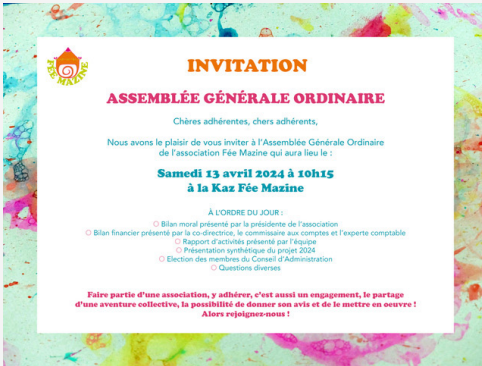 FÉE MAZINE
INVITATION
ASSEMBLÉE GÉNÉRALE ORDINAIRE
Chères adhérentes, chers adhérents,
Nous avons le plaisir de vous inviter à l'Assemblée Générale Ordinaire
de l'association Fée Mazine qui aura lieu le :
Samedi 13 avril 2024 à 10h15
à la Kaz Fée Mazine
À L'ORDRE DU JOUR :
Bilan moral présenté par la présidente de l'association
Bilan financier présenté par la co-directrice, le commissaire aux comptes et l'experte comptable
Rapport d'activités présenté par l'équipe
Présentation synthétique du projet 2024
Election des membres du Conseil d'Administration
Questions diverses
Faire partie d'une association, y adhérer, c'est aussi un engagement, le partage
d'une aventure collective, la possibilité de donner son avis et de le mettre en oeuvre !
Alors rejoignez-nous !